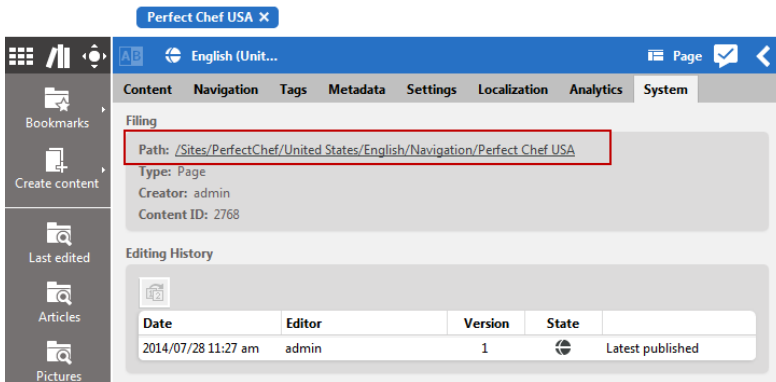 Perfect Chef USA ×
AB English (Unit... Page
Content Navigation Tags Metadata Settings Localization Analytics System
Bookmarks
Create content
Last edited
Articles
Pictures
Filing
Path: /Sites/PerfectChef/United States/English/Navigation/Perfect Chef USA
Type: Page
Creator: admin
Content ID: 2768
Editing History
Date Editor Version State
2014/07/28 11:27 am admin 1 Latest published